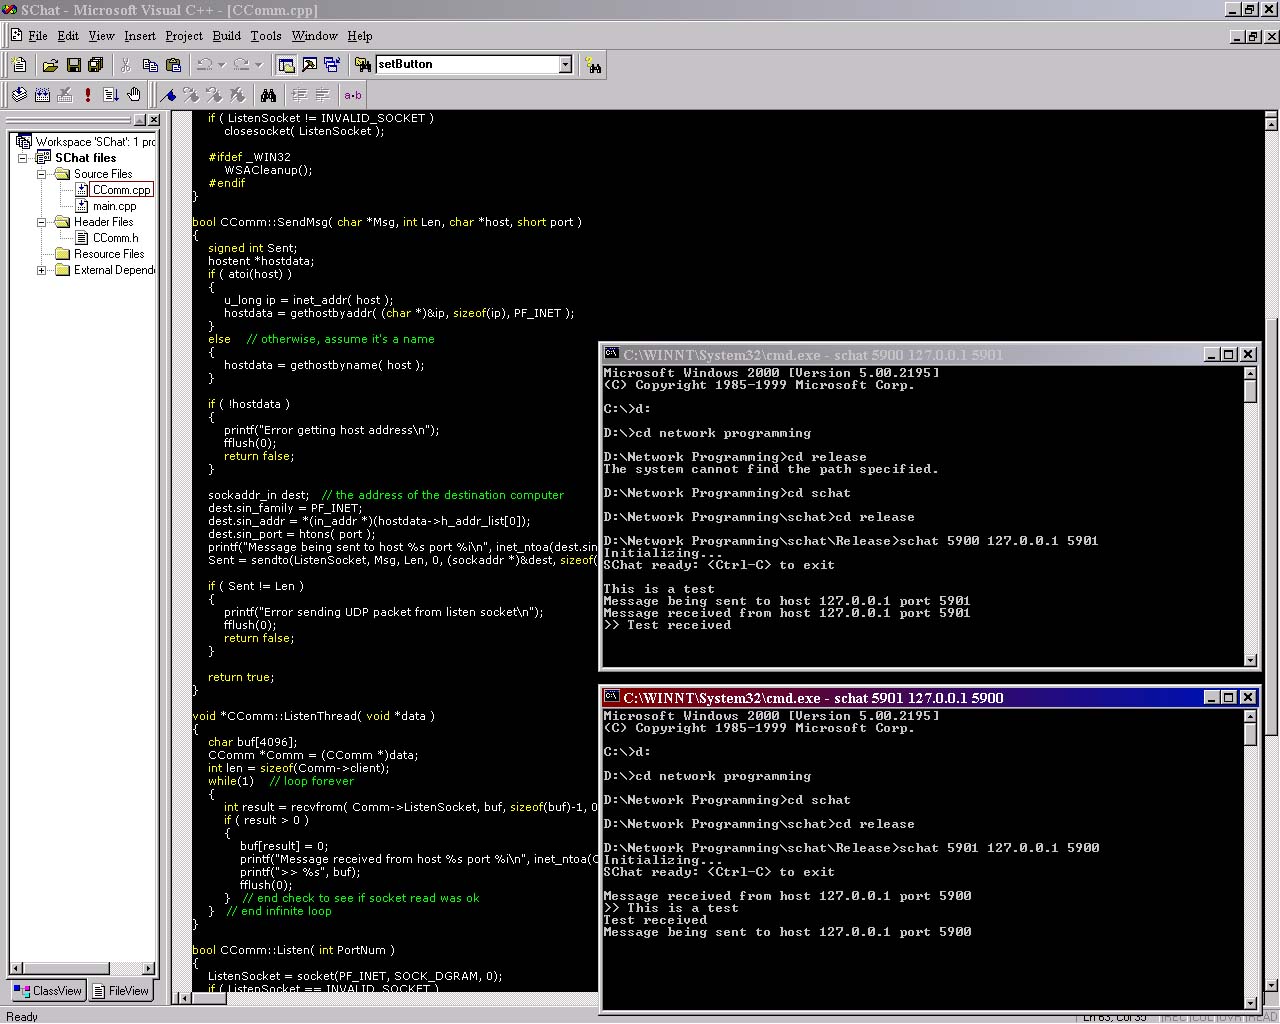 SChat - Microsoft Visual C++ - [CComm.cpp]
File Edit View Insert Project Build Tools Window Help
setButton
Workspace 'SChat': 1 pro
SChat files
Source Files
CComm.cpp
main.cpp
Header Files
CComm.h
Resource Files
External Depende
ClassView FileView
if ( ListenSocket != INVALID_SOCKET )
closesocket( ListenSocket );
#ifdef _WIN32
WSACleanup();
#endif
}
bool CComm::SendMsg( char *Msg, int Len, char *host, short port )
{
signed int Sent;
hostent *hostdata;
if ( atoi(host) )
{
u_long ip = inet_addr( host );
hostdata = gethostbyaddr( (char *)&ip, sizeof(ip), PF_INET );
}
else // otherwise, assume it's a name
{
hostdata = gethostbyname( host );
}
if ( !hostdata )
{
printf("Error getting host address\n");
fflush(0);
return false;
}
sockaddr_in dest; // the address of the destination computer
dest.sin_family = PF_INET;
dest.sin_addr = *(in_addr *)(hostdata->h_addr_list[0]);
dest.sin_port = htons( port );
printf("Message being sent to host %s port %i\n", inet_ntoa(dest.sin
Sent = sendto(ListenSocket, Msg, Len, 0, (sockaddr *)&dest, sizeof(
if ( Sent != Len )
{
printf("Error sending UDP packet from listen socket\n");
fflush(0);
return false;
}
return true;
}
void *CComm::ListenThread( void *data )
{
char buf[4096];
CComm *Comm = (CComm *)data;
int len = sizeof(Comm->client);
while(1) // loop forever
{
int result = recvfrom( Comm->ListenSocket, buf, sizeof(buf)-1, 0
if ( result > 0 )
{
buf[result] = 0;
printf("Message received from host %s port %i\n", inet_ntoa(C
printf(">> %s", buf);
fflush(0);
} // end check to see if socket read was ok
} // end infinite loop
}
bool CComm::Listen( int PortNum )
{
ListenSocket = socket(PF_INET, SOCK_DGRAM, 0);
if ( ListenSocket == INVALID_SOCKET )
C:\WINNT\System32\cmd.exe - schat 5900 127.0.0.1 5901
Microsoft Windows 2000 [Version 5.00.2195]
(C) Copyright 1985-1999 Microsoft Corp.
C:\>d:
D:\>cd network programming
D:\Network Programming>cd release
The system cannot find the path specified.
D:\Network Programming>cd schat
D:\Network Programming\schat>cd release
D:\Network Programming\schat\Release>schat 5900 127.0.0.1 5901
Initializing...
SChat ready: <Ctrl-C> to exit
This is a test
Message being sent to host 127.0.0.1 port 5901
Message received from host 127.0.0.1 port 5901
>> Test received
C:\WINNT\System32\cmd.exe - schat 5901 127.0.0.1 5900
Microsoft Windows 2000 [Version 5.00.2195]
(C) Copyright 1985-1999 Microsoft Corp.
C:\>d:
D:\>cd network programming
D:\Network Programming>cd schat
D:\Network Programming\schat>cd release
D:\Network Programming\schat\Release>schat 5901 127.0.0.1 5900
Initializing...
SChat ready: <Ctrl-C> to exit
Message received from host 127.0.0.1 port 5900
>> This is a test
Test received
Message being sent to host 127.0.0.1 port 5900
Ready Ln 63, Col 35 REC COL OVR READ